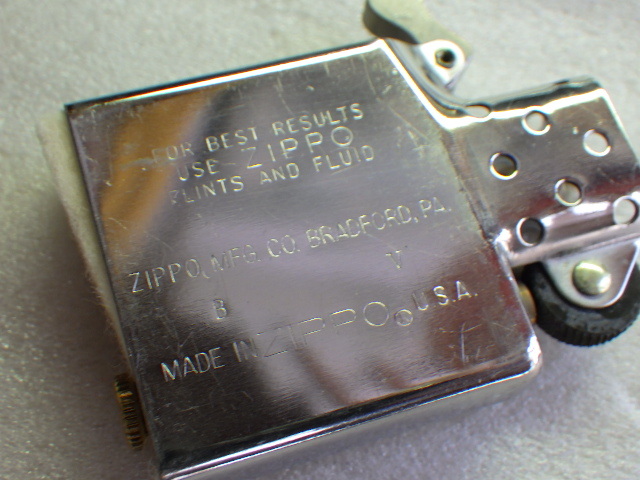 FOR BEST RESULTS
USE ZIPPO
FLINTS AND FLUID
ZIPPO MFG. CO. BRADFORD, PA.
B V
MADE IN ZIPPO® U.S.A.